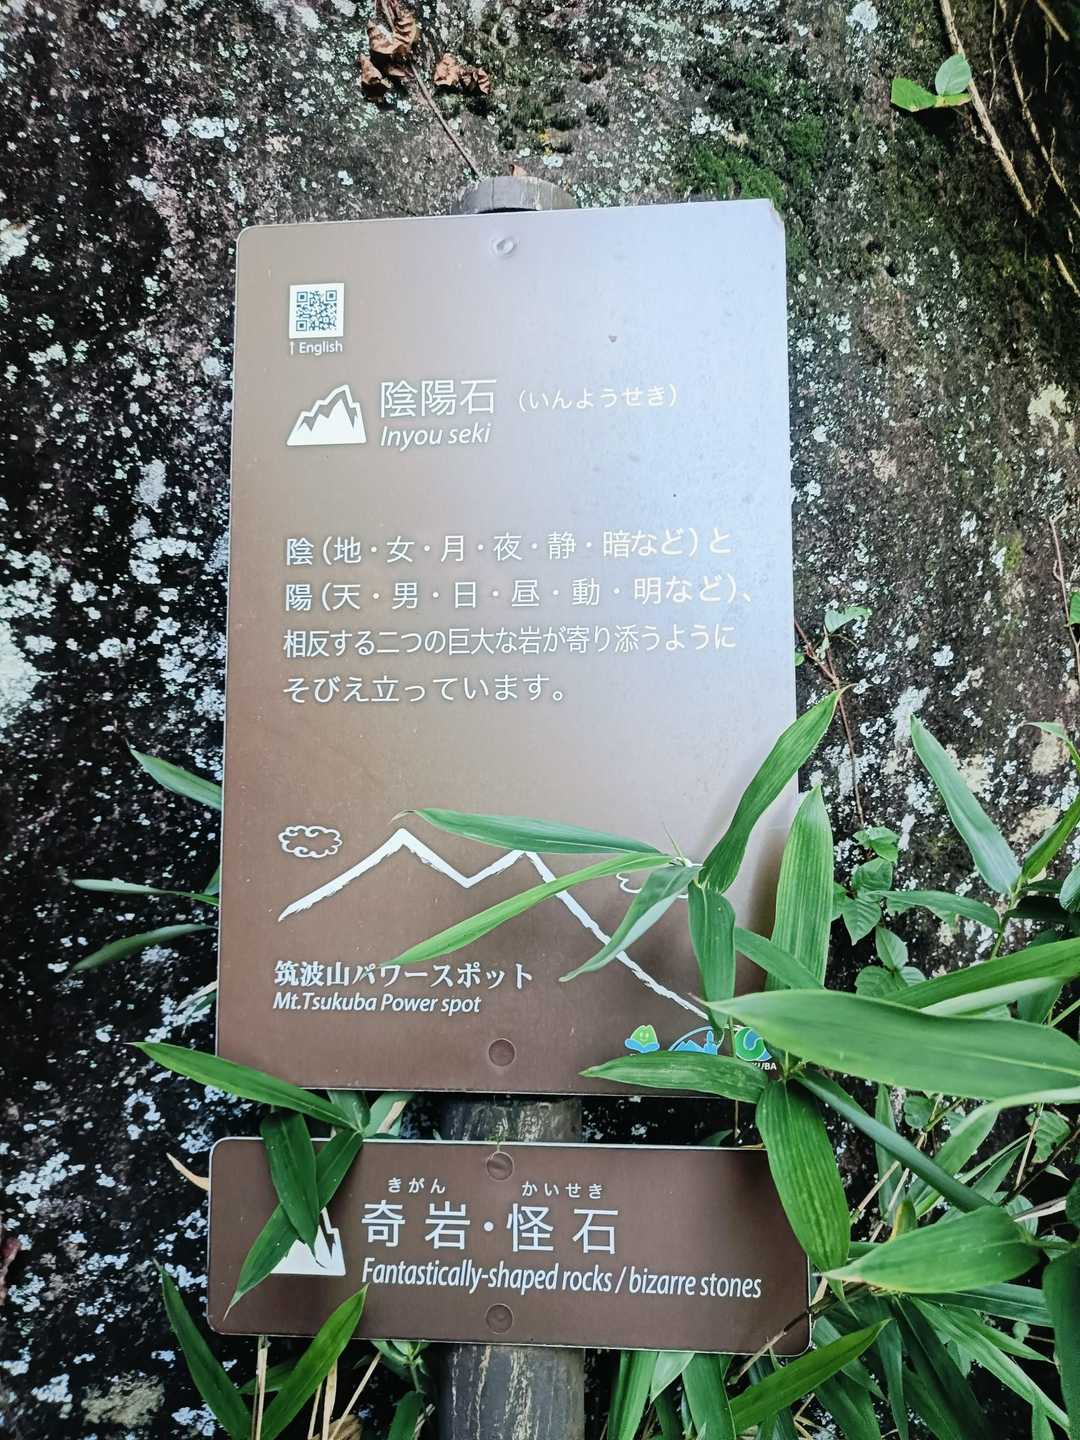 ↑English
陰陽石（いんようせき）
Inyou seki
陰（地・女・月・夜・静・暗など）と
陽（天・男・日・昼・動・明など）、
相反する二つの巨大な岩が寄り添うように
そびえ立っています。
筑波山パワースポット
Mt.Tsukuba Power spot
きがん かいせき
奇岩・怪石
Fantastically-shaped rocks / bizarre stones